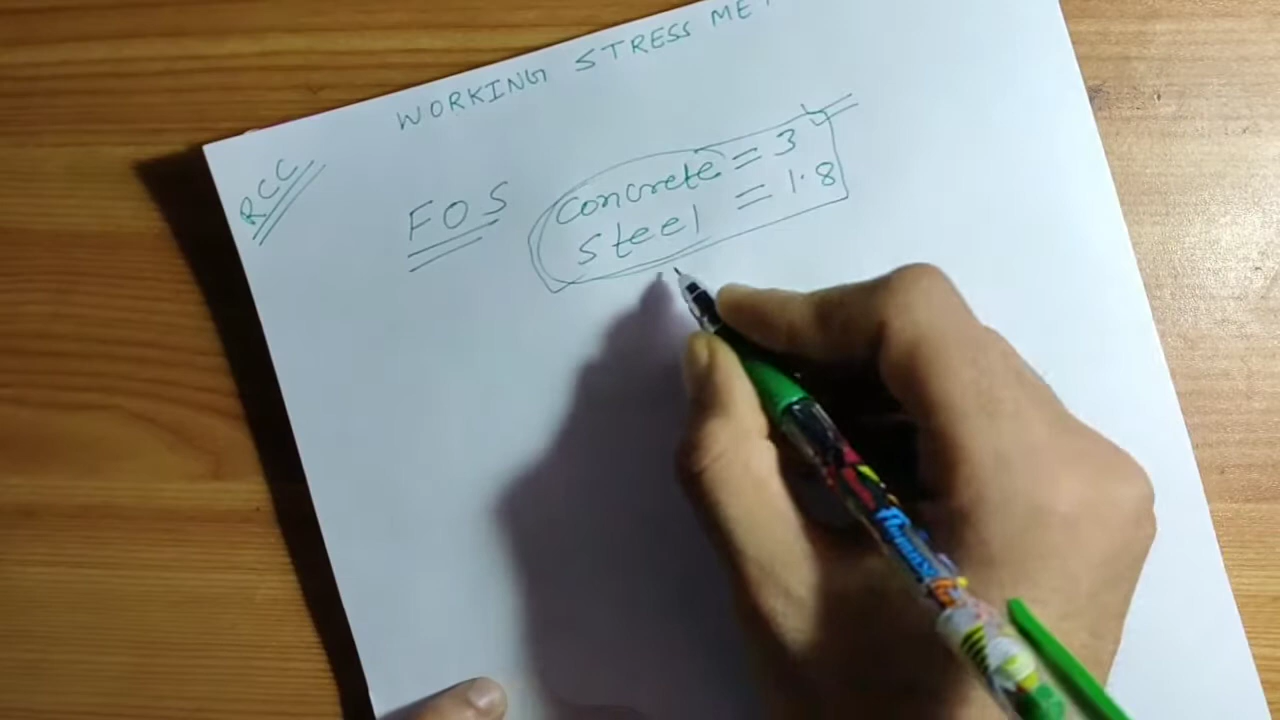 WORKING STRESS ME
RCC
FOS
Concrete = 3
Steel = 1.8